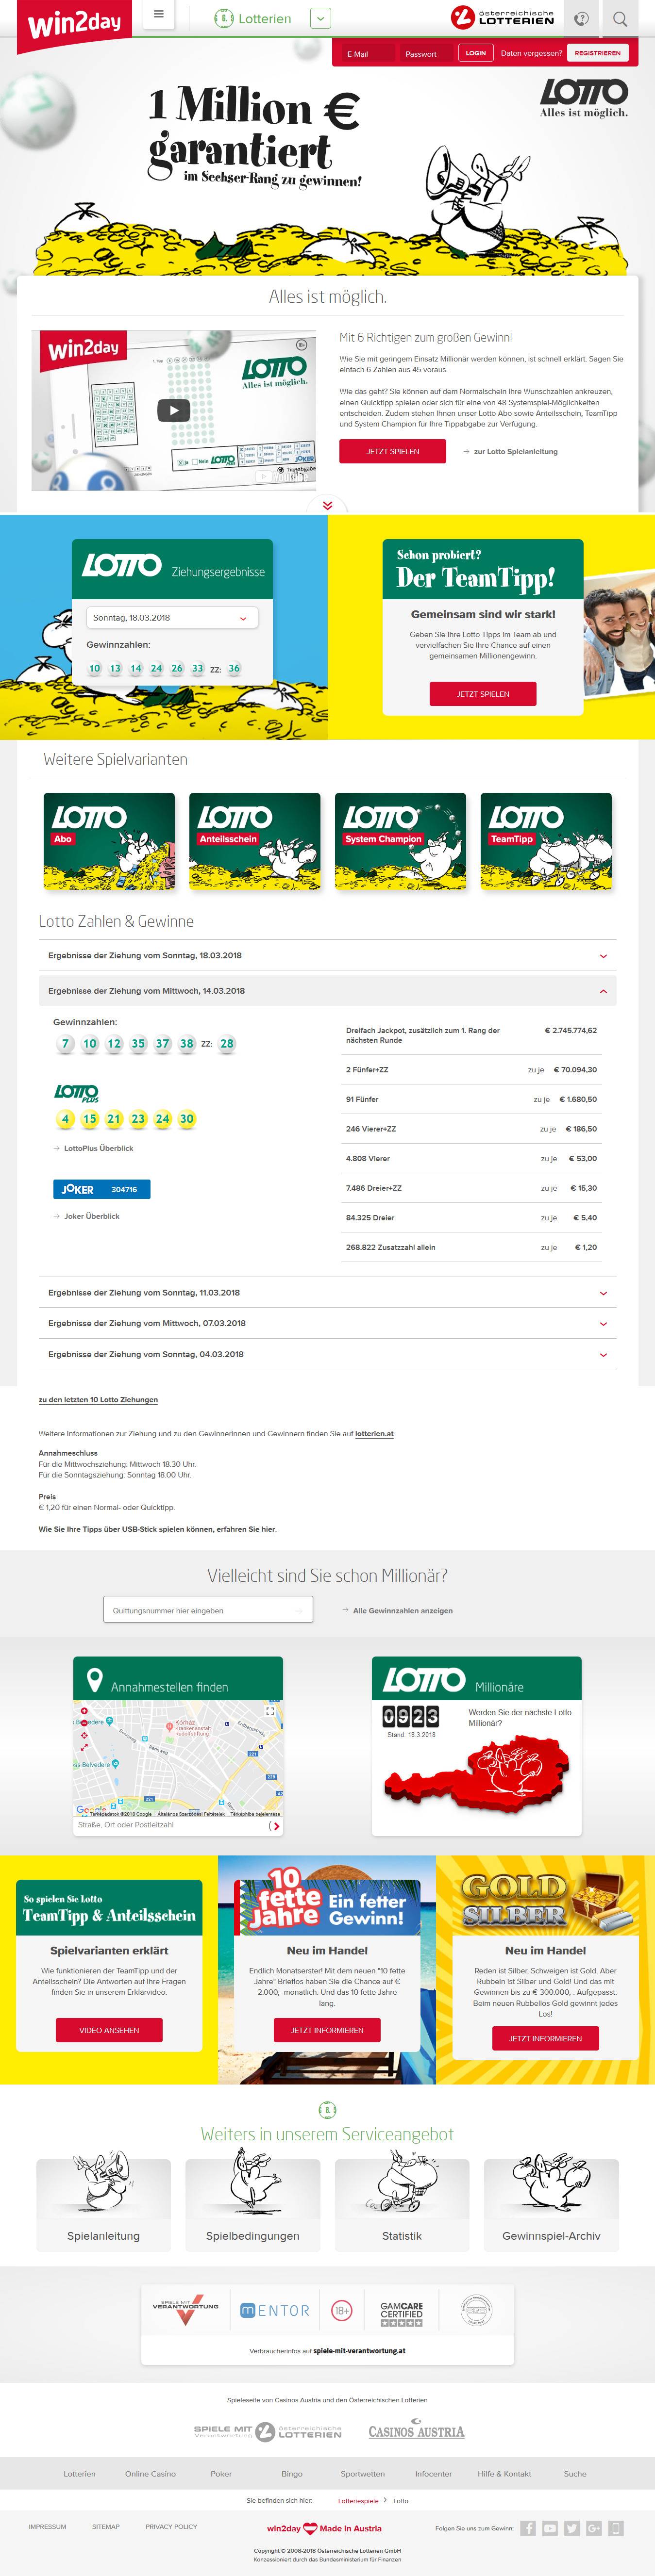 win2day
Lotterien
österreichische
LOTTERIEN
E-Mail
Passwort
LOGIN
Daten vergessen?
REGISTRIEREN
LOTTO
Alles ist möglich.
1 Million €
garantiert
im Sechser-Rang zu gewinnen!
Alles ist möglich.
win2day
LOTTO
Alles ist möglich.
Mit 6 Richtigen zum großen Gewinn!
Wie Sie mit geringem Einsatz Millionär werden können, ist schnell erklärt. Sagen Sie
einfach 6 Zahlen aus 45 voraus.
Wie das geht? Sie können auf dem Normalschein Ihre Wunschzahlen ankreuzen,
einen Quicktipp spielen oder sich für eine von 48 Systemspiel-Möglichkeiten
entscheiden. Zudem stehen Ihnen unser Lotto Abo sowie Anteilsschein, TeamTipp
und System Champion für Ihre Tippabgabe zur Verfügung.
JETZT SPIELEN
zur Lotto Spielanleitung
LOTTO Ziehungsergebnisse
Sonntag, 18.03.2018
Gewinnzahlen:
10 13 14 24 26 33 ZZ: 36
Schon probiert?
Der TeamTipp!
Gemeinsam sind wir stark!
Geben Sie Ihre Lotto Tipps im Team ab und
vervielfachen Sie Ihre Chance auf einen
gemeinsamen Millionengewinn.
JETZT SPIELEN
Weitere Spielvarianten
LOTTO
Abo
LOTTO
Anteilsschein
LOTTO
System Champion
LOTTO
TeamTipp
Lotto Zahlen & Gewinne
Ergebnisse der Ziehung vom Sonntag, 18.03.2018
Ergebnisse der Ziehung vom Mittwoch, 14.03.2018
Gewinnzahlen:
7 10 12 35 37 38 ZZ: 28
LOTTO
PLUS
4 15 21 23 24 30
LottoPlus Überblick
JOKER 304716
Joker Überblick
Dreifach Jackpot, zusätzlich zum 1. Rang der € 2.745.774,62
nächsten Runde
2 Fünfer+ZZ zu je € 70.094,30
91 Fünfer zu je € 1.680,50
246 Vierer+ZZ zu je € 186,50
4.808 Vierer zu je € 53,00
7.486 Dreier+ZZ zu je € 15,30
84.325 Dreier zu je € 5,40
268.822 Zusatzzahl allein zu je € 1,20
Ergebnisse der Ziehung vom Sonntag, 11.03.2018
Ergebnisse der Ziehung vom Mittwoch, 07.03.2018
Ergebnisse der Ziehung vom Sonntag, 04.03.2018
zu den letzten 10 Lotto Ziehungen
Weitere Informationen zur Ziehung und zu den Gewinnerinnen und Gewinnern finden Sie auf lotterien.at.
Annahmeschluss
Für die Mittwochsziehung: Mittwoch 18.30 Uhr.
Für die Sonntagsziehung: Sonntag 18.00 Uhr.
Preis
€ 1,20 für einen Normal- oder Quicktipp.
Wie Sie Ihre Tipps über USB-Stick spielen können, erfahren Sie hier.
Vielleicht sind Sie schon Millionär?
Quittungsnummer hier eingeben
Alle Gewinnzahlen anzeigen
Annahmestellen finden
Straße, Ort oder Postleitzahl
LOTTO Millionäre
0923
Stand: 18.3.2018
Werden Sie der nächste Lotto
Millionär?
So spielen Sie Lotto
TeamTipp & Anteilsschein
Spielvarianten erklärt
Wie funktionieren der TeamTipp und der
Anteilsschein? Die Antworten auf Ihre Fragen
finden Sie in unserem Erklärvideo.
VIDEO ANSEHEN
10
fette
Jahre
Ein fetter
Gewinn!
Neu im Handel
Endlich Monatserster! Mit dem neuen "10 fette
Jahre" Brieflos haben Sie die Chance auf €
2.000,- monatlich. Und das 10 fette Jahre
lang.
JETZT INFORMIEREN
GOLD
SILBER
Neu im Handel
Reden ist Silber, Schweigen ist Gold. Aber
Rubbeln ist Silber und Gold! Und das mit
Gewinnen bis zu € 300.000,-. Aufgepasst:
Beim neuen Rubbellos Gold gewinnt jedes
Los!
JETZT INFORMIEREN
Weiters in unserem Serviceangebot
Spielanleitung
Spielbedingungen
Statistik
Gewinnspiel-Archiv
SPIELE MIT
VERANTWORTUNG
mENTOR
18+
GAMCARE
CERTIFIED
Verbraucherinfos auf spiele-mit-verantwortung.at
Spieleseite von Casinos Austria und den Österreichischen Lotterien
SPIELE MIT
Verantwortung
österreichische
LOTTERIEN
CASINOS AUSTRIA
Lotterien
Online Casino
Poker
Bingo
Sportwetten
Infocenter
Hilfe & Kontakt
Suche
Sie befinden sich hier: Lotteriespiele > Lotto
IMPRESSUM
SITEMAP
PRIVACY POLICY
win2day Made in Austria
Folgen Sie uns zum Gewinn:
Copyright © 2008-2018 Österreichische Lotterien GmbH
Konzessioniert durch das Bundesministerium für Finanzen